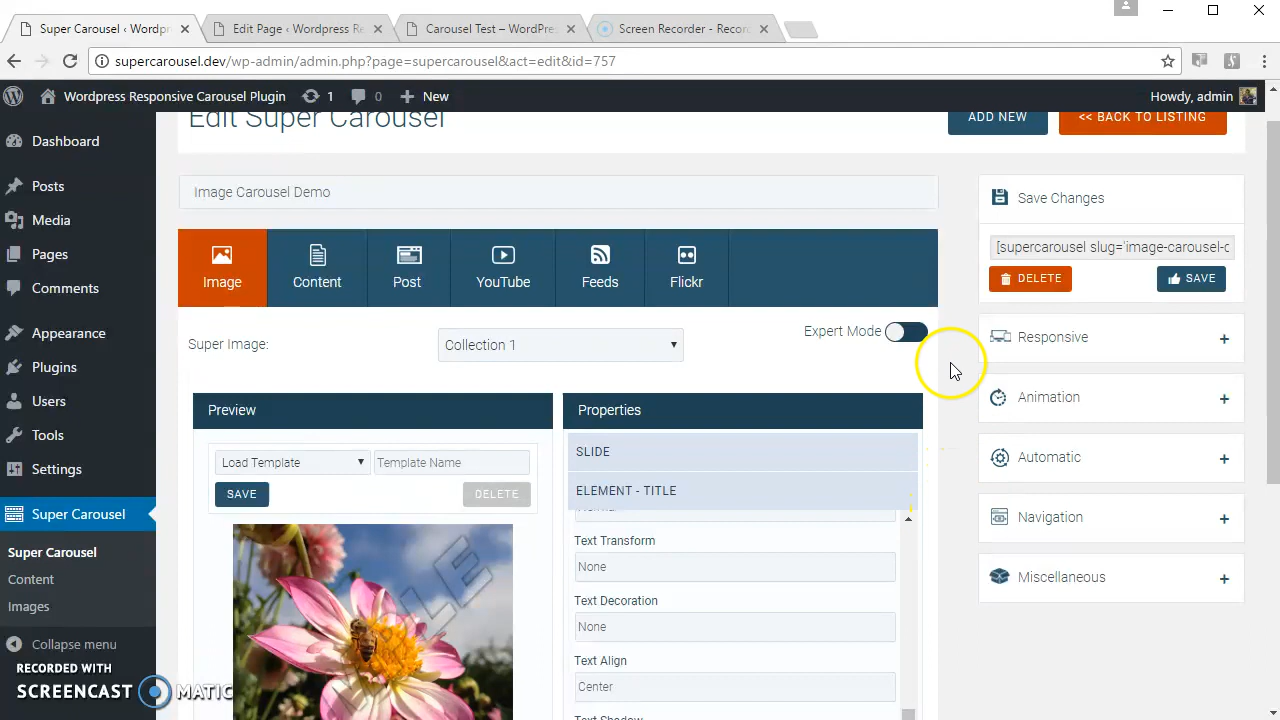 Super Carousel ‹ Wordpr
Edit Page ‹ Wordpress Re
Carousel Test – WordPre
Screen Recorder - Record
supercarousel.dev/wp-admin/admin.php?page=supercarousel&act=edit&id=757
Wordpress Responsive Carousel Plugin
1
0
New
Howdy, admin
Edit Super Carousel
ADD NEW
<< BACK TO LISTING
Dashboard
Posts
Media
Pages
Comments
Appearance
Plugins
Users
Tools
Settings
Super Carousel
Super Carousel
Content
Images
Collapse menu
Image Carousel Demo
Image
Content
Post
YouTube
Feeds
Flickr
Super Image:
Collection 1
Expert Mode
Preview
Load Template
Template Name
SAVE
DELETE
Properties
SLIDE
ELEMENT - TITLE
Text Transform
None
Text Decoration
None
Text Align
Center
Text Shadow
Save Changes
[supercarousel slug='image-carousel-d
DELETE
SAVE
Responsive
Animation
Automatic
Navigation
Miscellaneous
RECORDED WITH
SCREENCAST MATIC